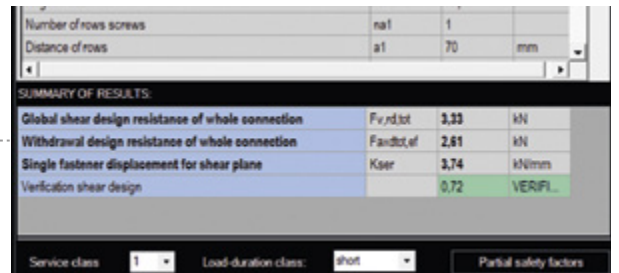 Number of rows screws na1 1
Distance of rows a1 70 mm
SUMMARY OF RESULTS:
Global shear design resistance of whole connection Fv,rd,tot 3,33 kN
Withdrawal design resistance of whole connection Faxdtot,ef 2,61 kN
Single fastener displacement for shear plane Kser 3,74 kN/mm
Verification shear design 0,72 VERIFI...
Service class 1 Load-duration class: short Partial safety factors